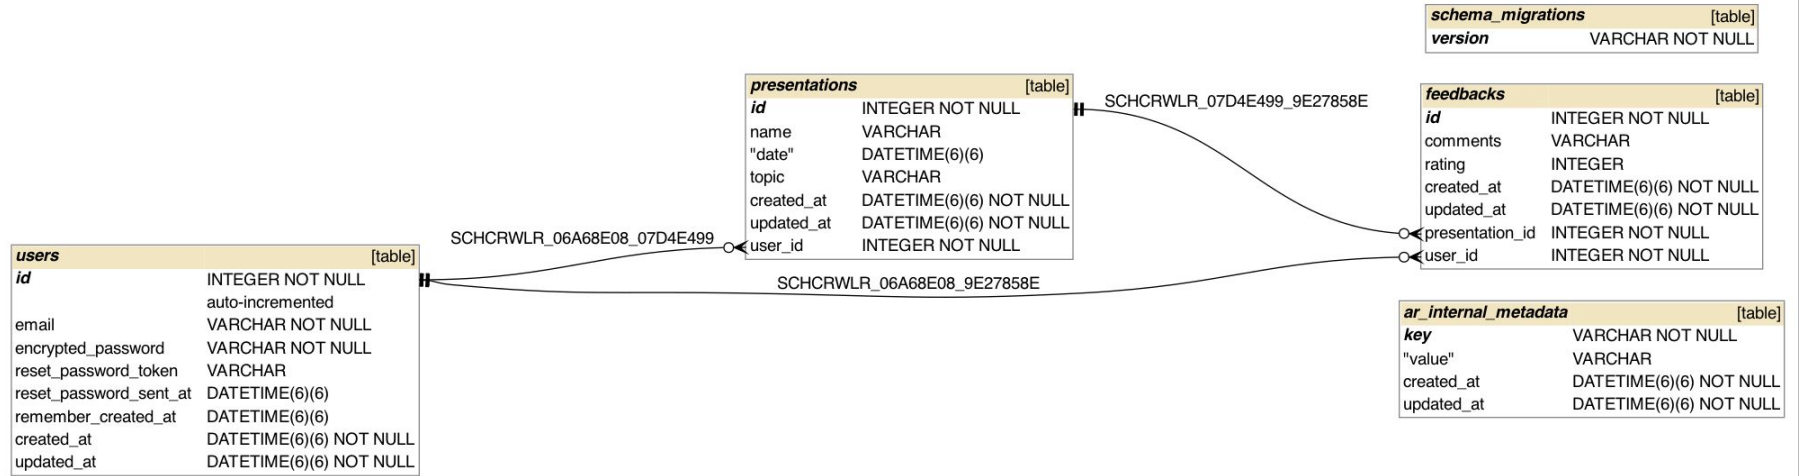 schema_migrations [table]
version VARCHAR NOT NULL
presentations [table]
id INTEGER NOT NULL
name VARCHAR
"date" DATETIME(6)(6)
topic VARCHAR
created_at DATETIME(6)(6) NOT NULL
updated_at DATETIME(6)(6) NOT NULL
user_id INTEGER NOT NULL
SCHCRWLR_07D4E499_9E27858E
feedbacks [table]
id INTEGER NOT NULL
comments VARCHAR
rating INTEGER
created_at DATETIME(6)(6) NOT NULL
updated_at DATETIME(6)(6) NOT NULL
presentation_id INTEGER NOT NULL
user_id INTEGER NOT NULL
SCHCRWLR_06A68E08_07D4E499
SCHCRWLR_06A68E08_9E27858E
users [table]
id INTEGER NOT NULL
auto-incremented
email VARCHAR NOT NULL
encrypted_password VARCHAR NOT NULL
reset_password_token VARCHAR
reset_password_sent_at DATETIME(6)(6)
remember_created_at DATETIME(6)(6)
created_at DATETIME(6)(6) NOT NULL
updated_at DATETIME(6)(6) NOT NULL
ar_internal_metadata [table]
key VARCHAR NOT NULL
"value" VARCHAR
created_at DATETIME(6)(6) NOT NULL
updated_at DATETIME(6)(6) NOT NULL